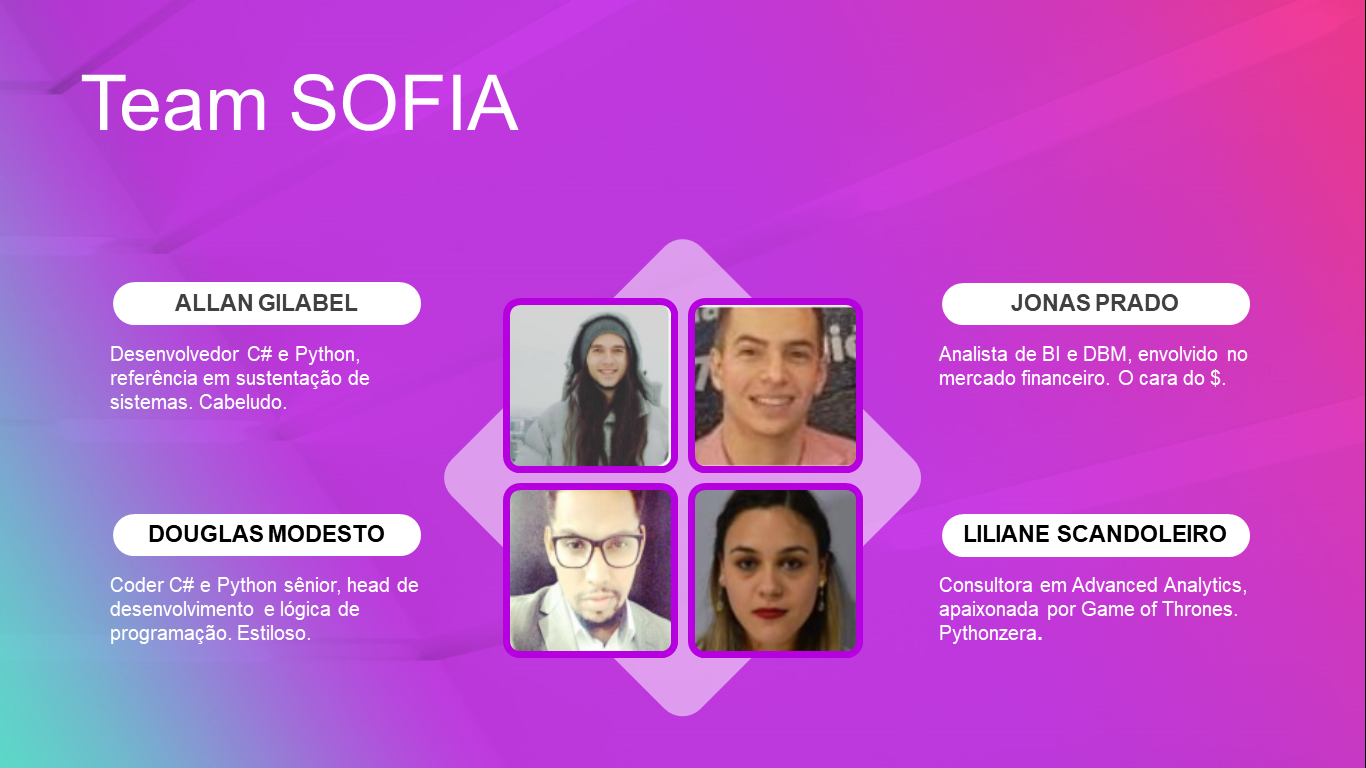 Team SOFIA
ALLAN GILABEL
Desenvolvedor C# e Python,
referência em sustentação de
sistemas. Cabeludo.
JONAS PRADO
Analista de BI e DBM, envolvido no
mercado financeiro. O cara do $.
DOUGLAS MODESTO
Coder C# e Python sênior, head de
desenvolvimento e lógica de
programação. Estiloso.
LILIANE SCANDOLEIRO
Consultora em Advanced Analytics,
apaixonada por Game of Thrones.
Pythonzera.